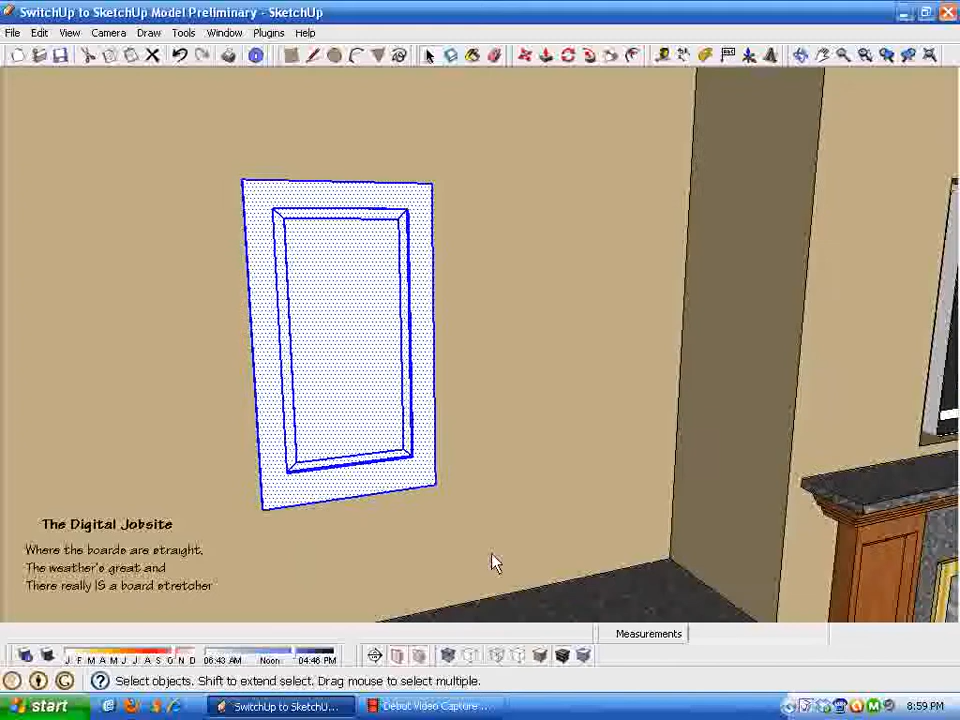 SwitchUp to SketchUp Model Preliminary - SketchUp
File Edit View Camera Draw Tools Window Plugins Help
The Digital Jobsite
Where the boards are straight.
The weather's great and
There really IS a board stretcher
Measurements
J F M A M J J A S O N D 06:43 AM Noon 04:46 PM
Select objects. Shift to extend select. Drag mouse to select multiple.
start SwitchUp to SketchU... Debut Video Capture ... 8:59 PM